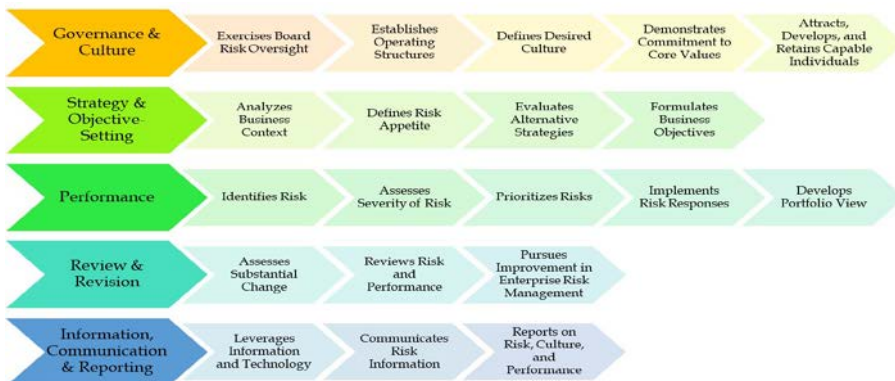 Governance &
Culture
Exercises Board
Risk Oversight
Establishes
Operating
Structures
Defines Desired
Culture
Demonstrates
Commitment to
Core Values
Attracts,
Develops, and
Retains Capable
Individuals
Strategy &
Objective-
Setting
Analyzes
Business
Context
Defines Risk
Appetite
Evaluates
Alternative
Strategies
Formulates
Business
Objectives
Performance
Identifies Risk
Assesses
Severity of Risk
Prioritizes Risks
Implements
Risk Responses
Develops
Portfolio View
Review &
Revision
Assesses
Substantial
Change
Reviews Risk
and
Performance
Pursues
Improvement in
Enterprise Risk
Management
Information,
Communication
& Reporting
Leverages
Information
and Technology
Communicates
Risk
Information
Reports on
Risk, Culture,
and
Performance